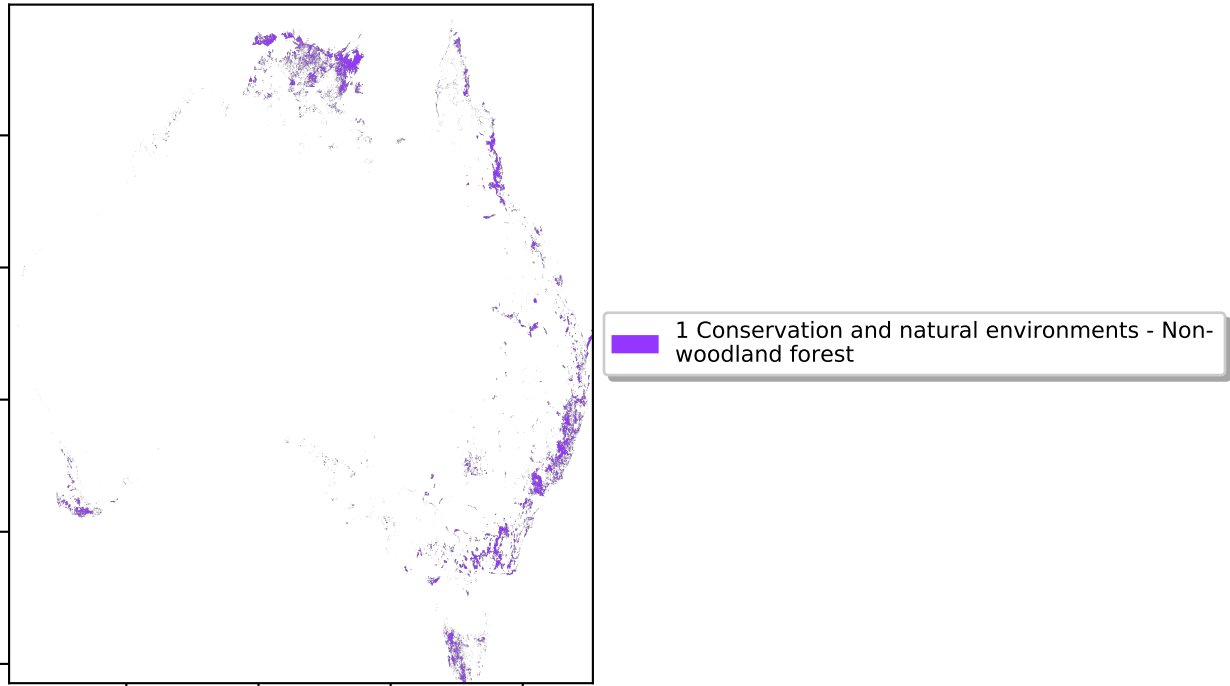 1 Conservation and natural environments - Non-
woodland forest